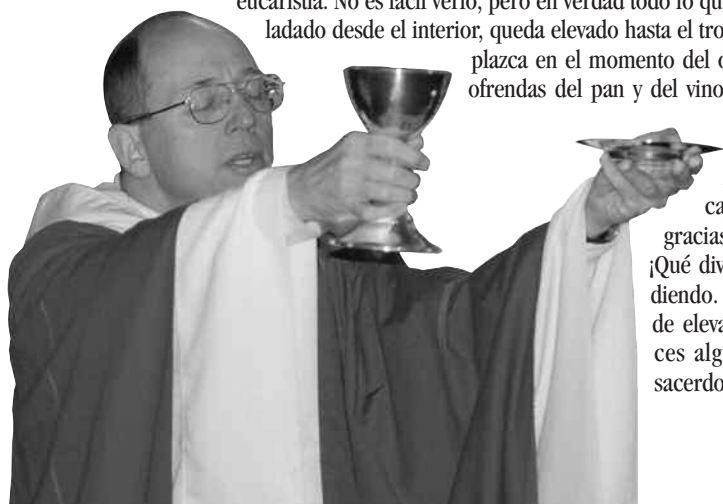 eucaristía. No es fácil verlo, pero en verdad todo lo que
ladado desde el interior, queda elevado hasta el tro
plazca en el momento del o
ofrendas del pan y del vino
ca
gracias
¡Qué div
diendo.
de eleva
ces alg
sacerdo